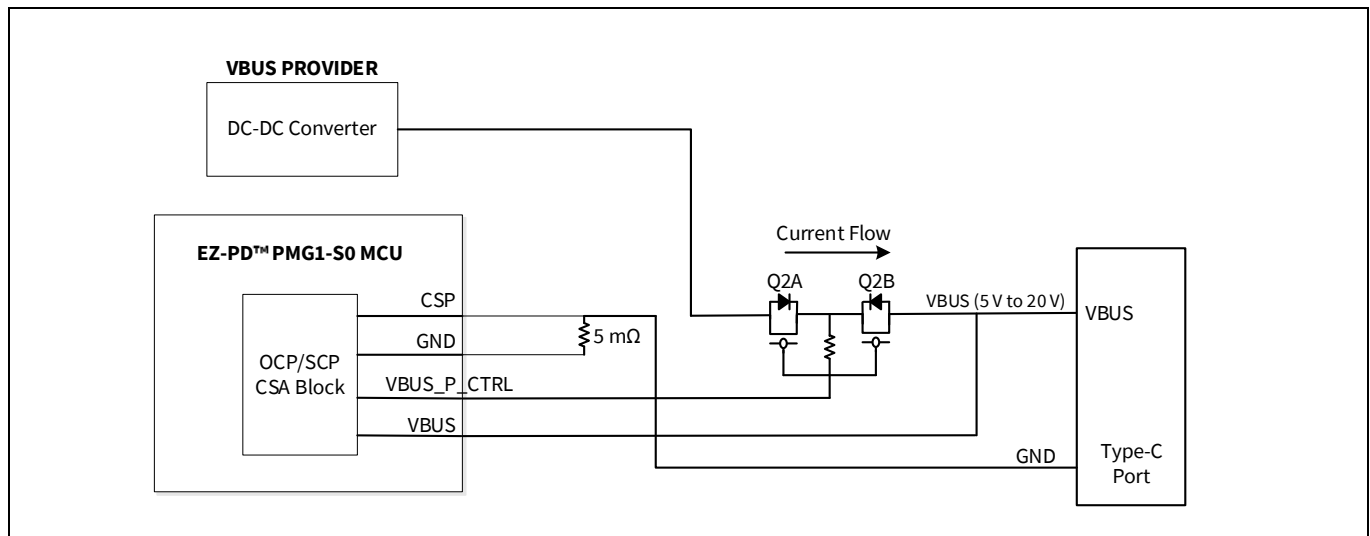 VBUS PROVIDER
DC-DC Converter
EZ-PD™ PMG1-S0 MCU
OCP/SCP
CSA Block
CSP
GND
VBUS_P_CTRL
VBUS
5 mΩ
Current Flow
Q2A
Q2B
VBUS (5 V to 20 V)
VBUS
GND
Type-C
Port